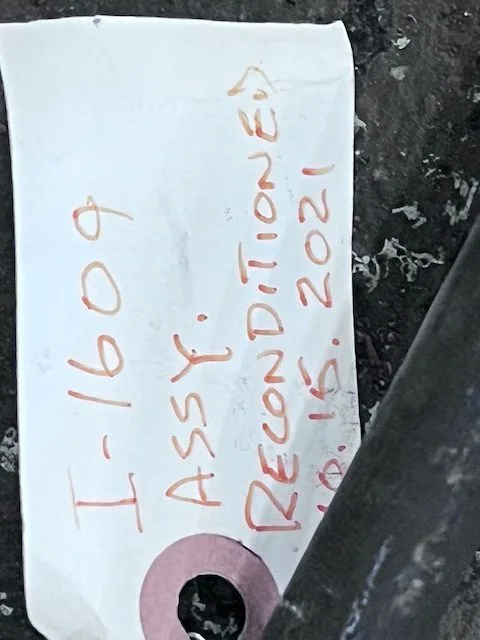 I-1609
ASSY.
RECONDITIONED
10.15.2021